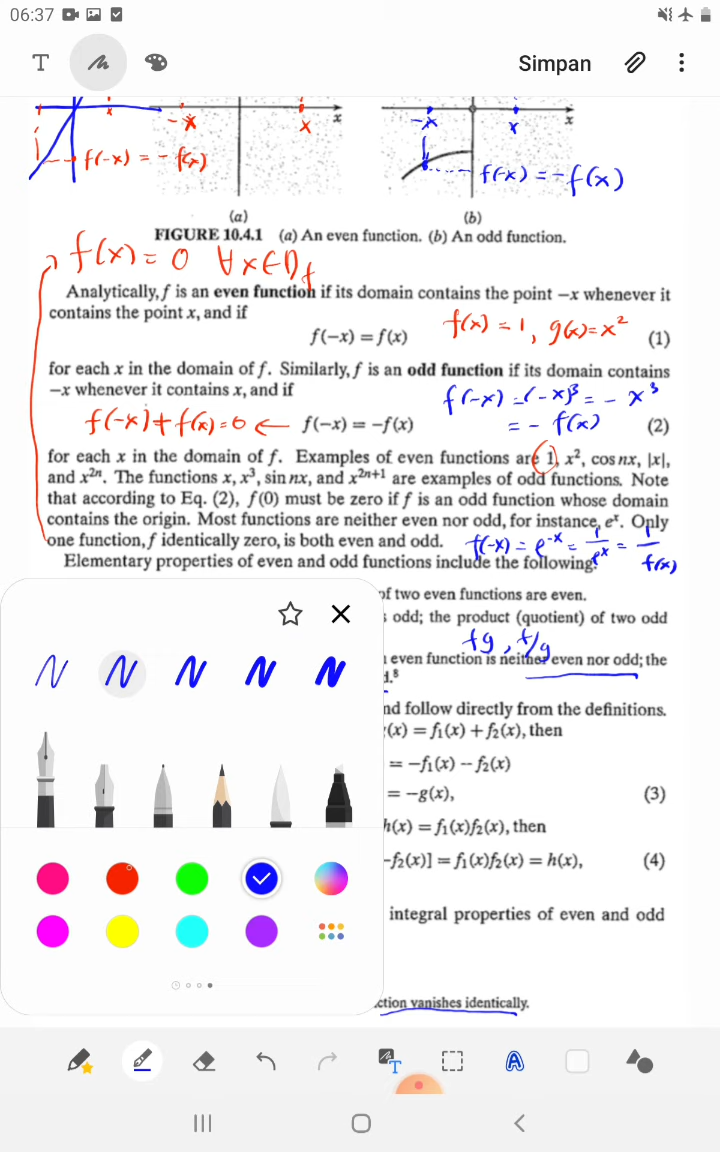 06:37
T Simpan
-x x x -x x x
f(-x) = -f(x)
f(-x) = -f(x)
(a) (b)
FIGURE 10.4.1 (a) An even function. (b) An odd function.
f(x) = 0 ∀x∈D_f
Analytically, f is an even function if its domain contains the point −x whenever it
contains the point x, and if
f(−x) = f(x) f(x) = 1, g(x)=x² (1)
for each x in the domain of f. Similarly, f is an odd function if its domain contains
−x whenever it contains x, and if f(-x) = (-x)³ = -x³
f(-x)+f(x)=0 ← f(−x) = −f(x) = -f(x) (2)
for each x in the domain of f. Examples of even functions are 1, x², cos nx, |x|,
and x²ⁿ. The functions x, x³, sin nx, and x²ⁿ⁺¹ are examples of odd functions. Note
that according to Eq. (2), f(0) must be zero if f is an odd function whose domain
contains the origin. Most functions are neither even nor odd, for instance, eˣ. Only
one function, f identically zero, is both even and odd. f(-x) = e⁻ˣ = 1/eˣ = 1/f(x)
Elementary properties of even and odd functions include the following:
of two even functions are even.
odd; the product (quotient) of two odd
fg, f/g
even function is neither even nor odd; the
d.⁸
nd follow directly from the definitions.
(x) = f₁(x) + f₂(x), then
= −f₁(x) − f₂(x)
= −g(x), (3)
h(x) = f₁(x)f₂(x), then
−f₂(x)] = f₁(x)f₂(x) = h(x), (4)
integral properties of even and odd
ction vanishes identically.
T A